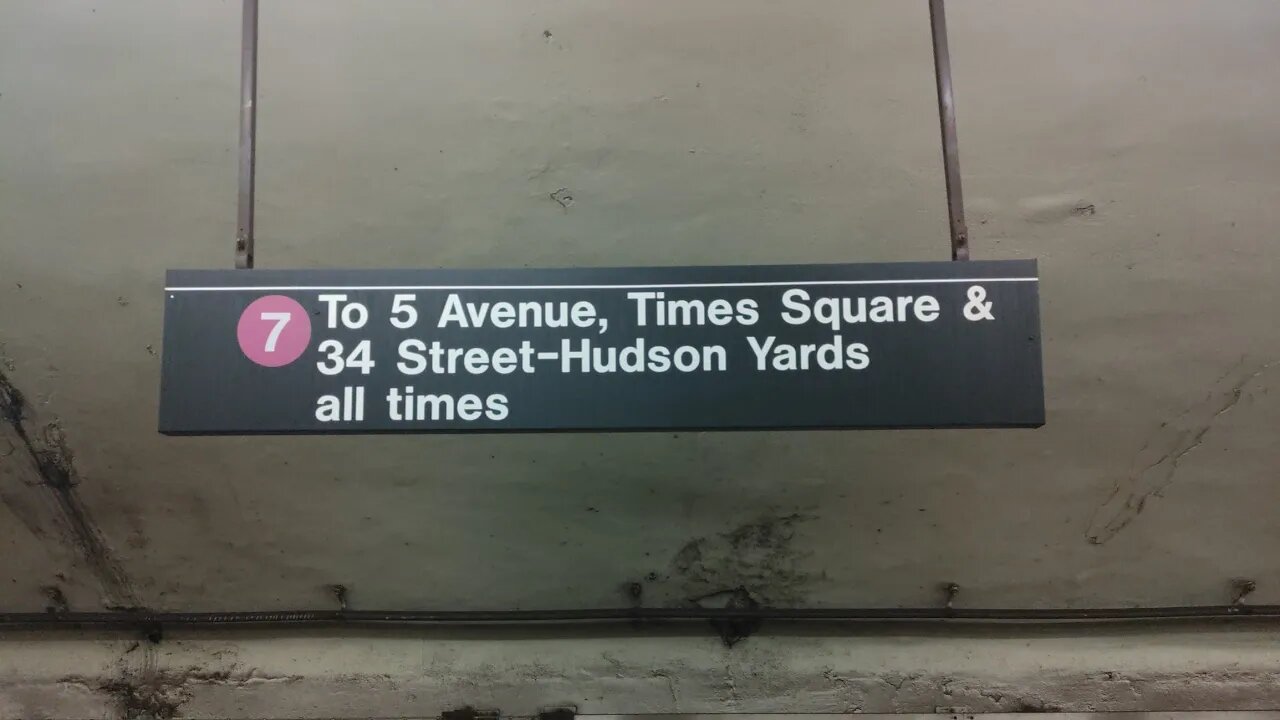 7 To 5 Avenue, Times Square &
34 Street-Hudson Yards
all times